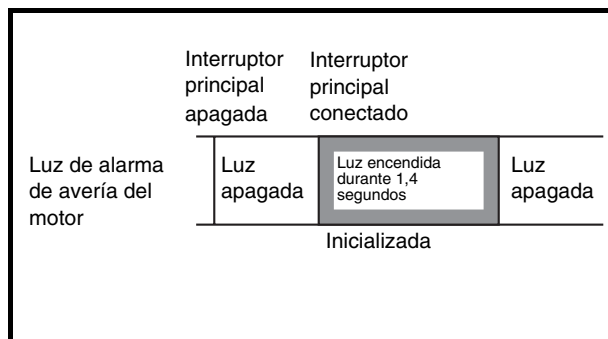 Interruptor
principal
apagada
Interruptor
principal
conectado
Luz de alarma
de avería del
motor
Luz
apagada
Luz encendida
durante 1,4
segundos
Luz
apagada
Inicializada